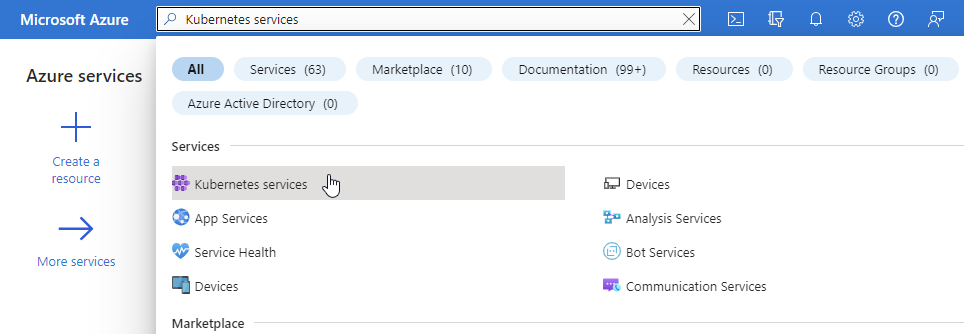 Microsoft Azure
Kubernetes services
Azure services
Create a
resource
More services
All
Services (63)
Marketplace (10)
Documentation (99+)
Resources (0)
Resource Groups (0)
Azure Active Directory (0)
Services
Kubernetes services
Devices
App Services
Analysis Services
Service Health
Bot Services
Devices
Communication Services
Marketplace